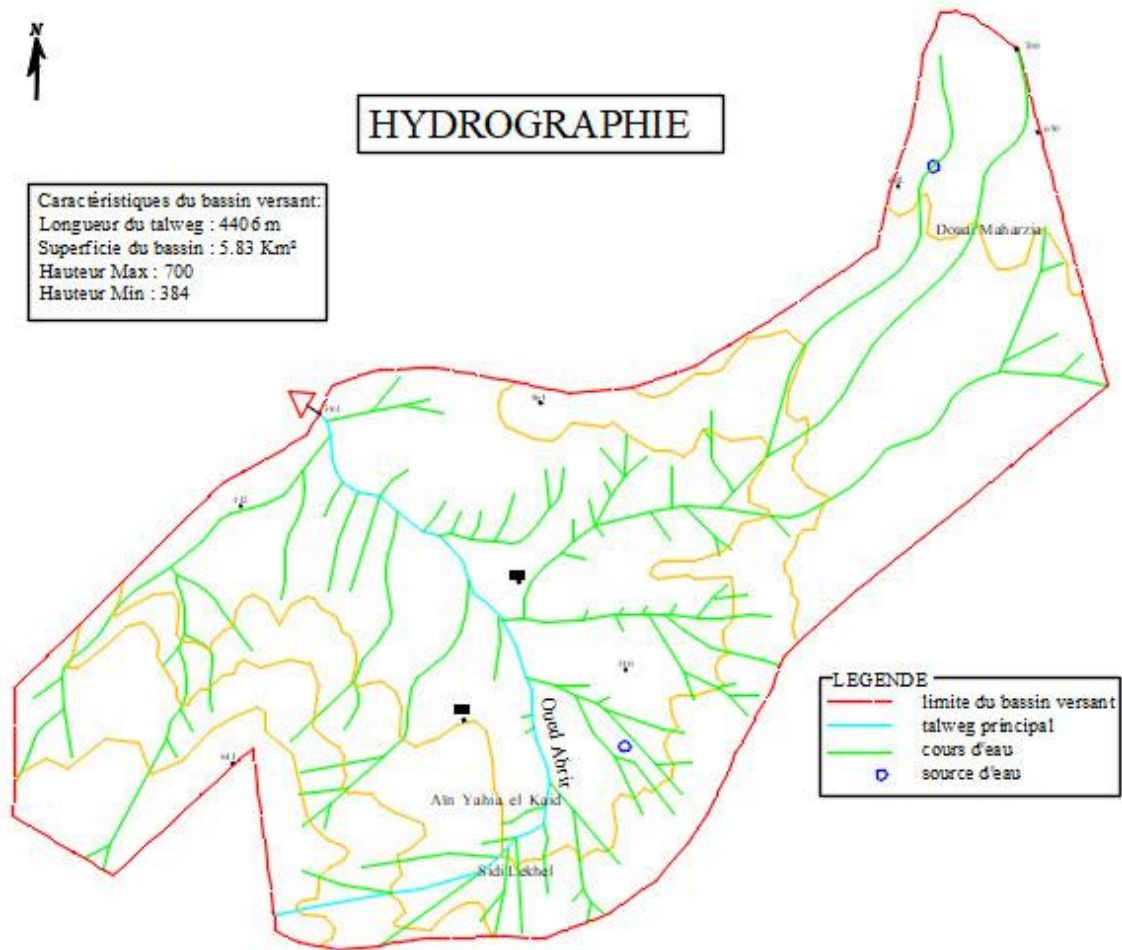 N
HYDROGRAPHIE
Caractéristiques du bassin versant:
Longueur du talweg : 4406 m
Superficie du bassin : 5.83 Km²
Hauteur Max : 700
Hauteur Min : 384
Douar Maharzia
Oued Abrir
Aïn Yahia el Kaid
Sidi Lekhel
LEGENDE
limite du bassin versant
talweg principal
cours d'eau
source d'eau